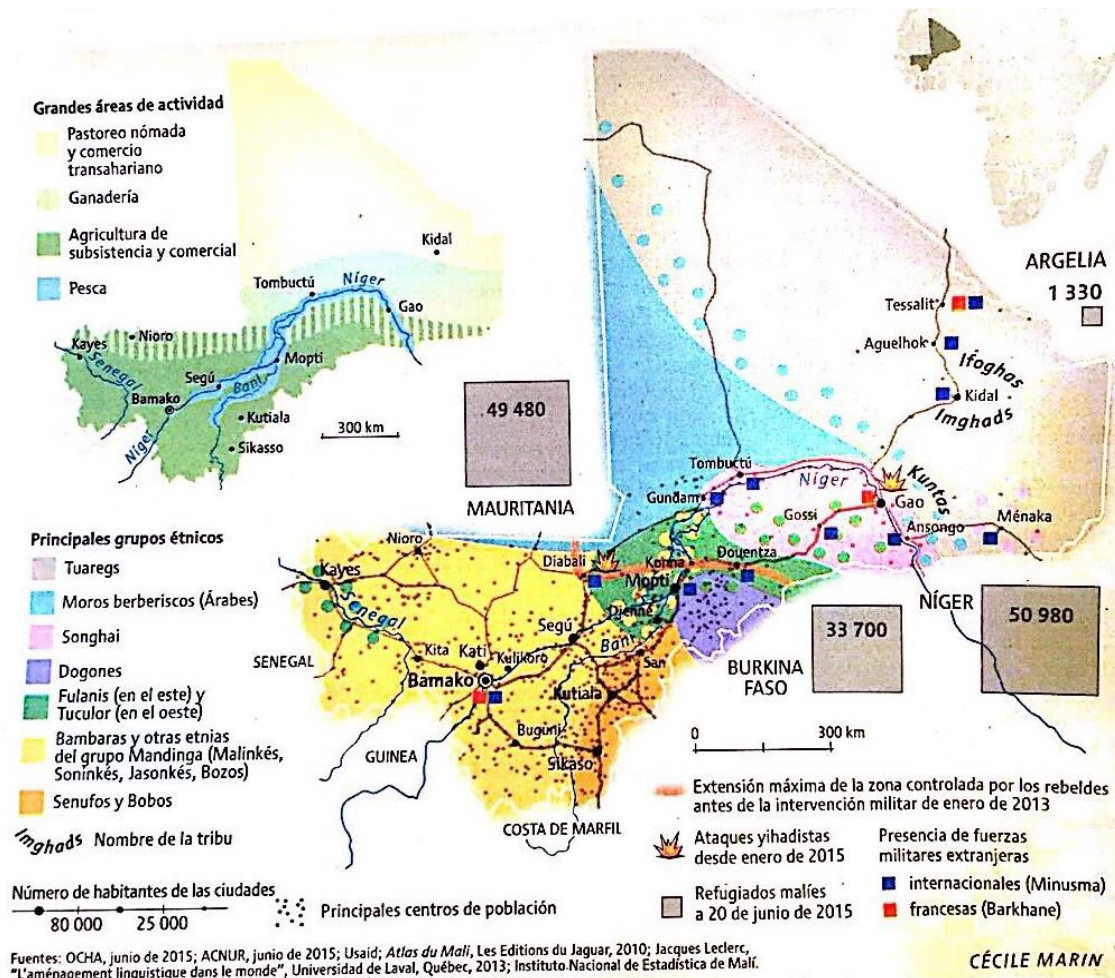 Grandes áreas de actividad
Pastoreo nómada
y comercio
transahariano
Ganadería
Agricultura de
subsistencia y comercial
Pesca
Kidal
Tombuctú
Níger
Gao
Nioro
Kayes
Senegal
Mopti
Segú
Bani
Bamako
Kutiala
Níger
Sikasso
300 km
ARGELIA
1 330
Tessalit
Aguelhok
Ifoghas
Kidal
Imghads
49 480
MAURITANIA
Tombuctú
Níger
Kuntas
Gundam
Gao
Gossi
Ansongo
Ménaka
Principales grupos étnicos
Tuaregs
Moros berberiscos (Árabes)
Songhai
Dogones
Fulanis (en el este) y
Tuculor (en el oeste)
Bambaras y otras etnias
del grupo Mandinga (Malinkés,
Soninkés, Jasonkés, Bozos)
Senufos y Bobos
Imghads Nombre de la tribu
Nioro
Diabali
Konna
Douentza
Kayes
Mopti
Senegal
Djenné
Segú
Bani
SENEGAL
Kita
Kati
Kulikoro
San
Bamako
Kutiala
GUINEA
Buguni
Sikaso
COSTA DE MARFIL
BURKINA
FASO
33 700
NÍGER
50 980
0 300 km
Extensión máxima de la zona controlada por los rebeldes
antes de la intervención militar de enero de 2013
Ataques yihadistas
desde enero de 2015
Refugiados malíes
a 20 de junio de 2015
Presencia de fuerzas
militares extranjeras
internacionales (Minusma)
francesas (Barkhane)
Número de habitantes de las ciudades
80 000 25 000
Principales centros de población
Fuentes: OCHA, junio de 2015; ACNUR, junio de 2015; Usaid; Atlas du Mali, Les Editions du Jaguar, 2010; Jacques Leclerc,
"L'aménagement linguistique dans le monde", Universidad de Laval, Québec, 2013; Instituto Nacional de Estadística de Malí.
CÉCILE MARIN